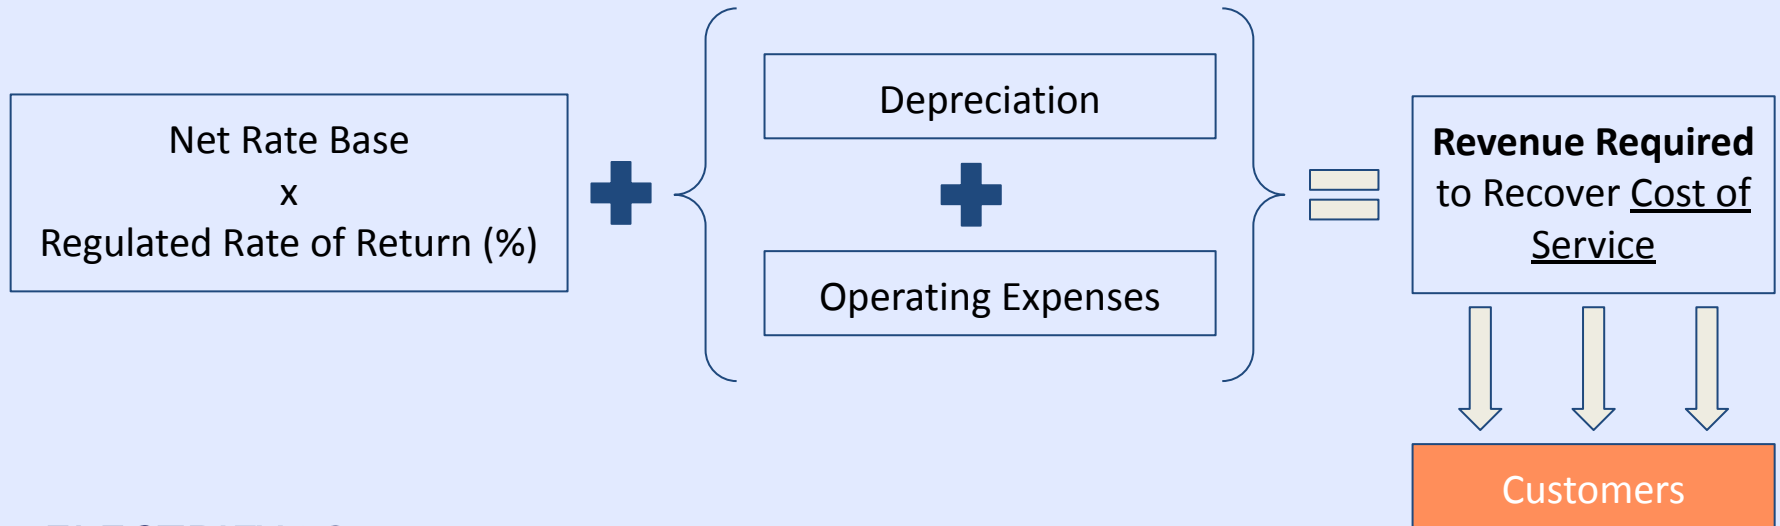 Net Rate Base
x
Regulated Rate of Return (%)
Depreciation
Operating Expenses
Revenue Required
to Recover Cost of
Service
Customers